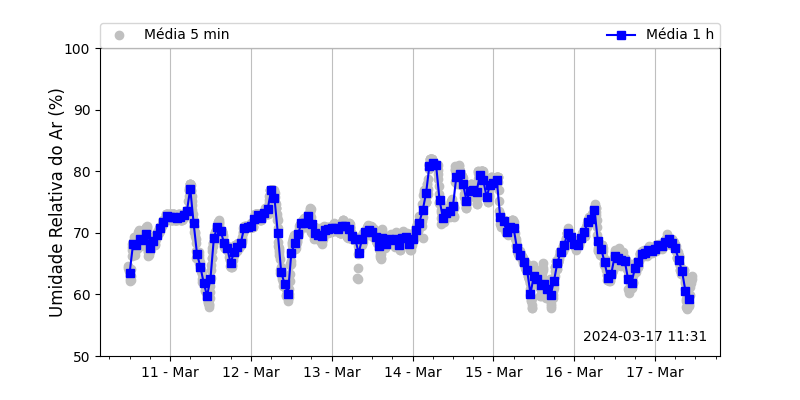 Média 5 min
Média 1 h
Umidade Relativa do Ar (%)
100
90
80
70
60
50
2024-03-17 11:31
11 - Mar
12 - Mar
13 - Mar
14 - Mar
15 - Mar
16 - Mar
17 - Mar